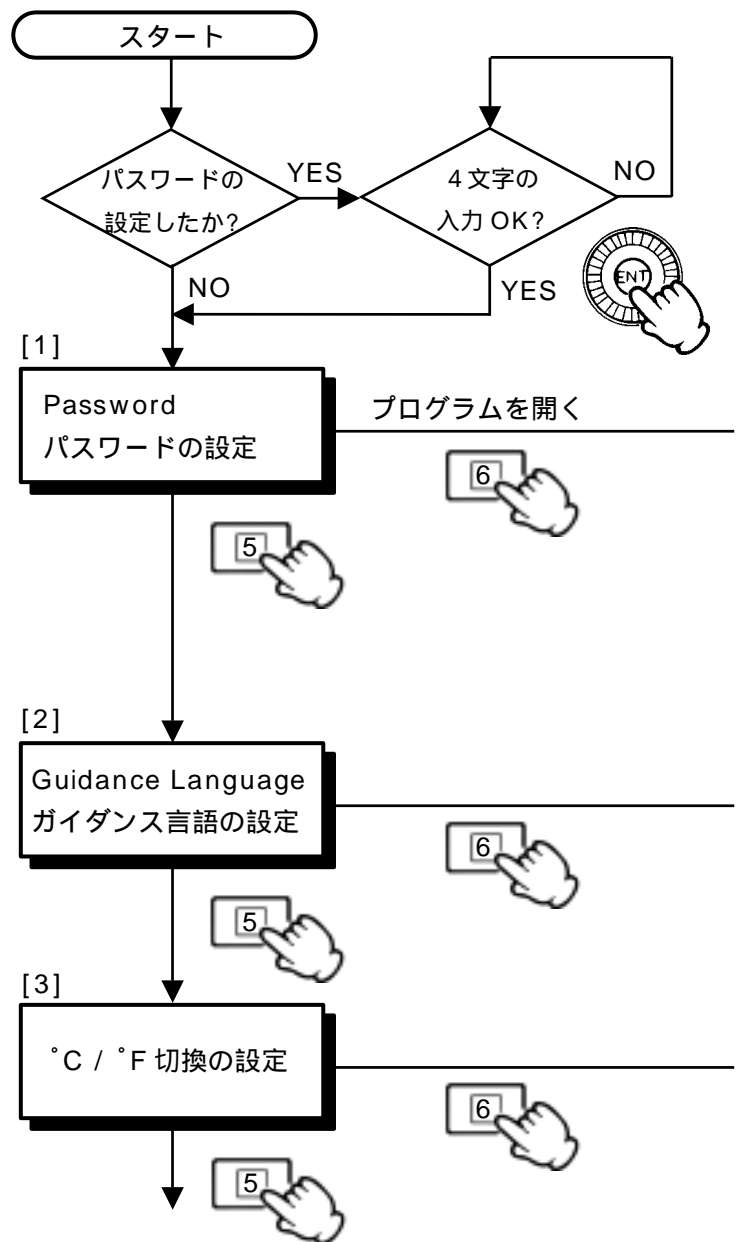 スタート
パスワードの
設定したか?
YES
4文字の
入力 OK?
NO
ENT
NO
YES
[1]
Password
パスワードの設定
プログラムを開く
6
5
[2]
Guidance Language
ガイダンス言語の設定
6
5
[3]
°C / °F 切換の設定
6
5